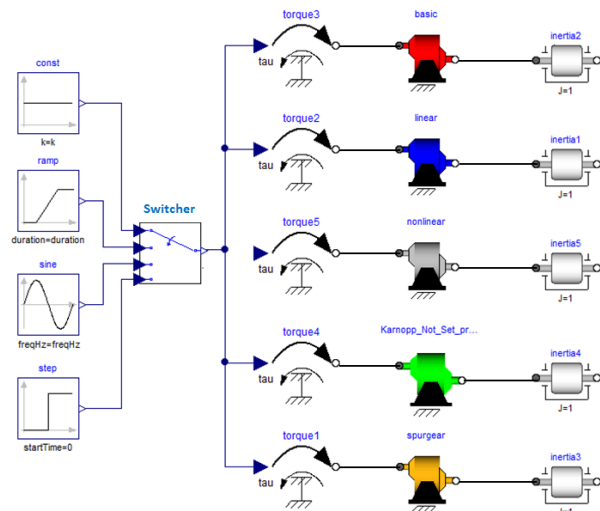 torque3
basic
inertia2
const
tau
J=1
k=k
torque2
linear
inertia1
ramp
tau
J=1
Switcher
torque5
nonlinear
inertia5
duration=duration
sine
tau
J=1
torque4
Karnopp_Not_Set_pr...
inertia4
freqHz=freqHz
step
tau
J=1
torque1
spurgear
inertia3
startTime=0
tau
J=1